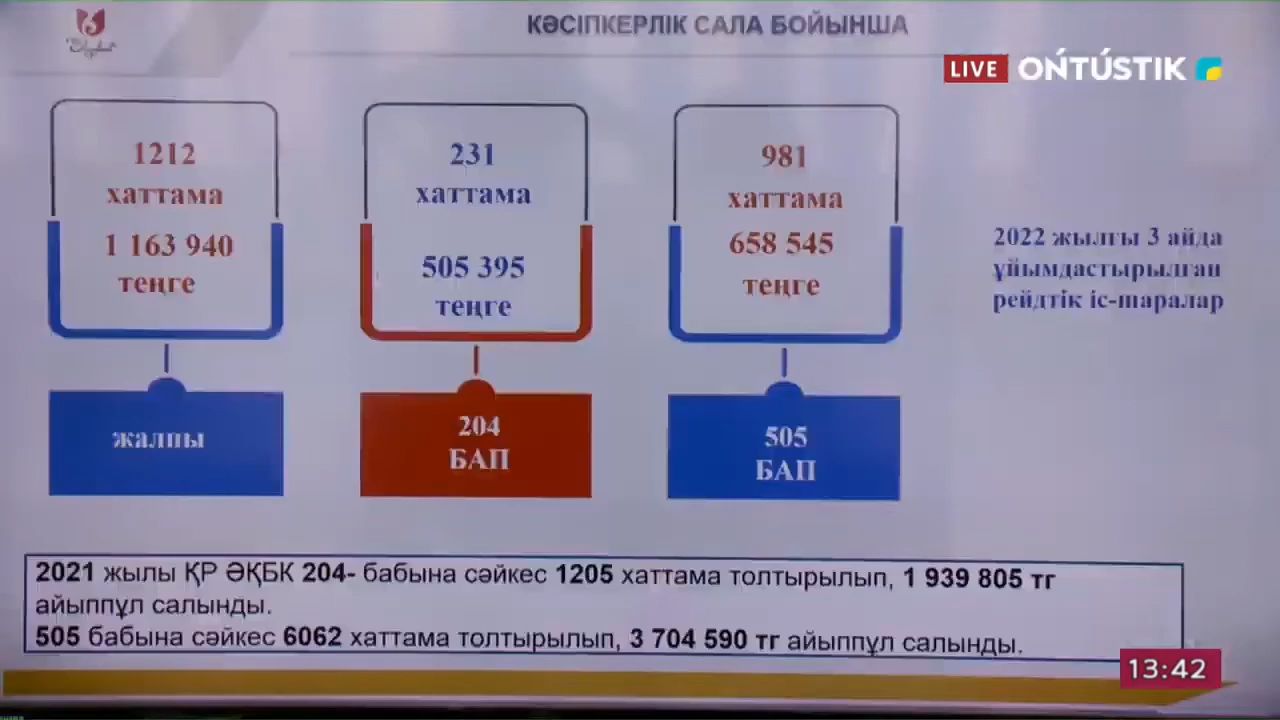 КӘСІПКЕРЛІК САЛА БОЙЫНША
LIVE OŃTÚSTIK
1212
хаттама
1 163 940
теңге
231
хаттама
505 395
теңге
981
хаттама
658 545
теңге
2022 жылғы 3 айда
ұйымдастырылған
рейдтік іс-шаралар
жалпы
204
БАП
505
БАП
2021 жылы ҚР ӘҚБК 204- бабына сәйкес 1205 хаттама толтырылып, 1 939 805 тг
айыппұл салынды.
505 бабына сәйкес 6062 хаттама толтырылып, 3 704 590 тг айыппұл салынды.
13:42